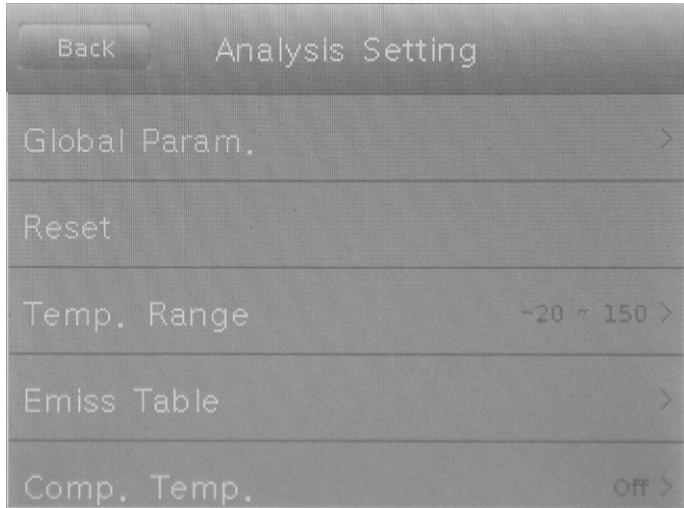 Back Analysis Setting
Global Param. >
Reset
Temp. Range -20 ~ 150 >
Emiss Table >
Comp. Temp. Off >